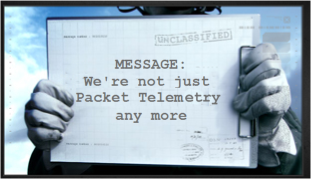 UNCLASSIFIED
MESSAGE:
We're not just
Packet Telemetry
any more